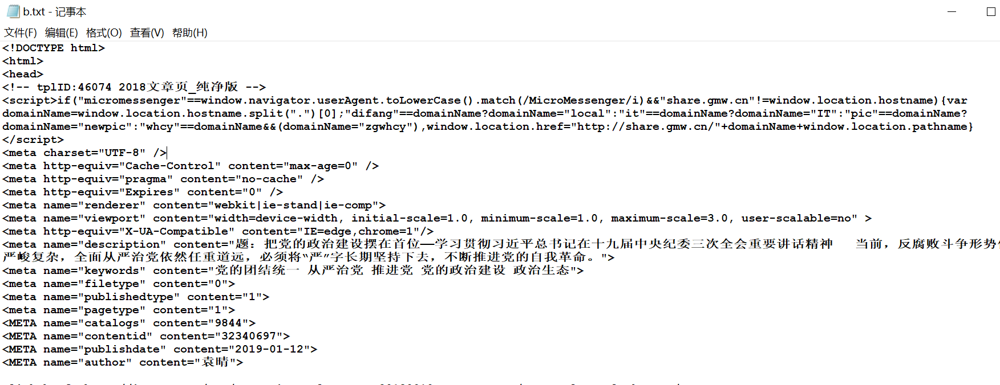 b.txt - 记事本
文件(F) 编辑(E) 格式(O) 查看(V) 帮助(H)
<!DOCTYPE html>
<html>
<head>
<!-- tplID:46074 2018文章页_纯净版 -->
<script>if("micromessenger"==window.navigator.userAgent.toLowerCase().match(/MicroMessenger/i)&&"share.gmw.cn"!=window.location.hostname){var
domainName=window.location.hostname.split(".")[0];"difang"==domainName?domainName="local":"it"==domainName?domainName="IT":"pic"==domainName?
domainName="newpic":"whcy"==domainName&&(domainName="zgwhcy"),window.location.href="http://share.gmw.cn/"+domainName+window.location.pathname}
</script>
<meta charset="UTF-8" />
<meta http-equiv="Cache-Control" content="max-age=0" />
<meta http-equiv="pragma" content="no-cache" />
<meta http-equiv="Expires" content="0" />
<meta name="renderer" content="webkit|ie-stand|ie-comp">
<meta name="viewport" content="width=device-width, initial-scale=1.0, minimum-scale=1.0, maximum-scale=3.0, user-scalable=no" >
<meta http-equiv="X-UA-Compatible" content="IE=edge,chrome=1"/>
<meta name="description" content="题：把党的政治建设摆在首位——学习贯彻习近平总书记在十九届中央纪委三次全会重要讲话精神　当前，反腐败斗争形势
严峻复杂，全面从严治党依然任重道远，必须将“严”字长期坚持下去，不断推进党的自我革命。">
<meta name="keywords" content="党的团结统一 从严治党 推进党 党的政治建设 政治生态">
<meta name="filetype" content="0">
<meta name="publishedtype" content="1">
<meta name="pagetype" content="1">
<META name="catalogs" content="9844">
<META name="contentid" content="32340697">
<META name="publishdate" content="2019-01-12">
<META name="author" content="袁晴">